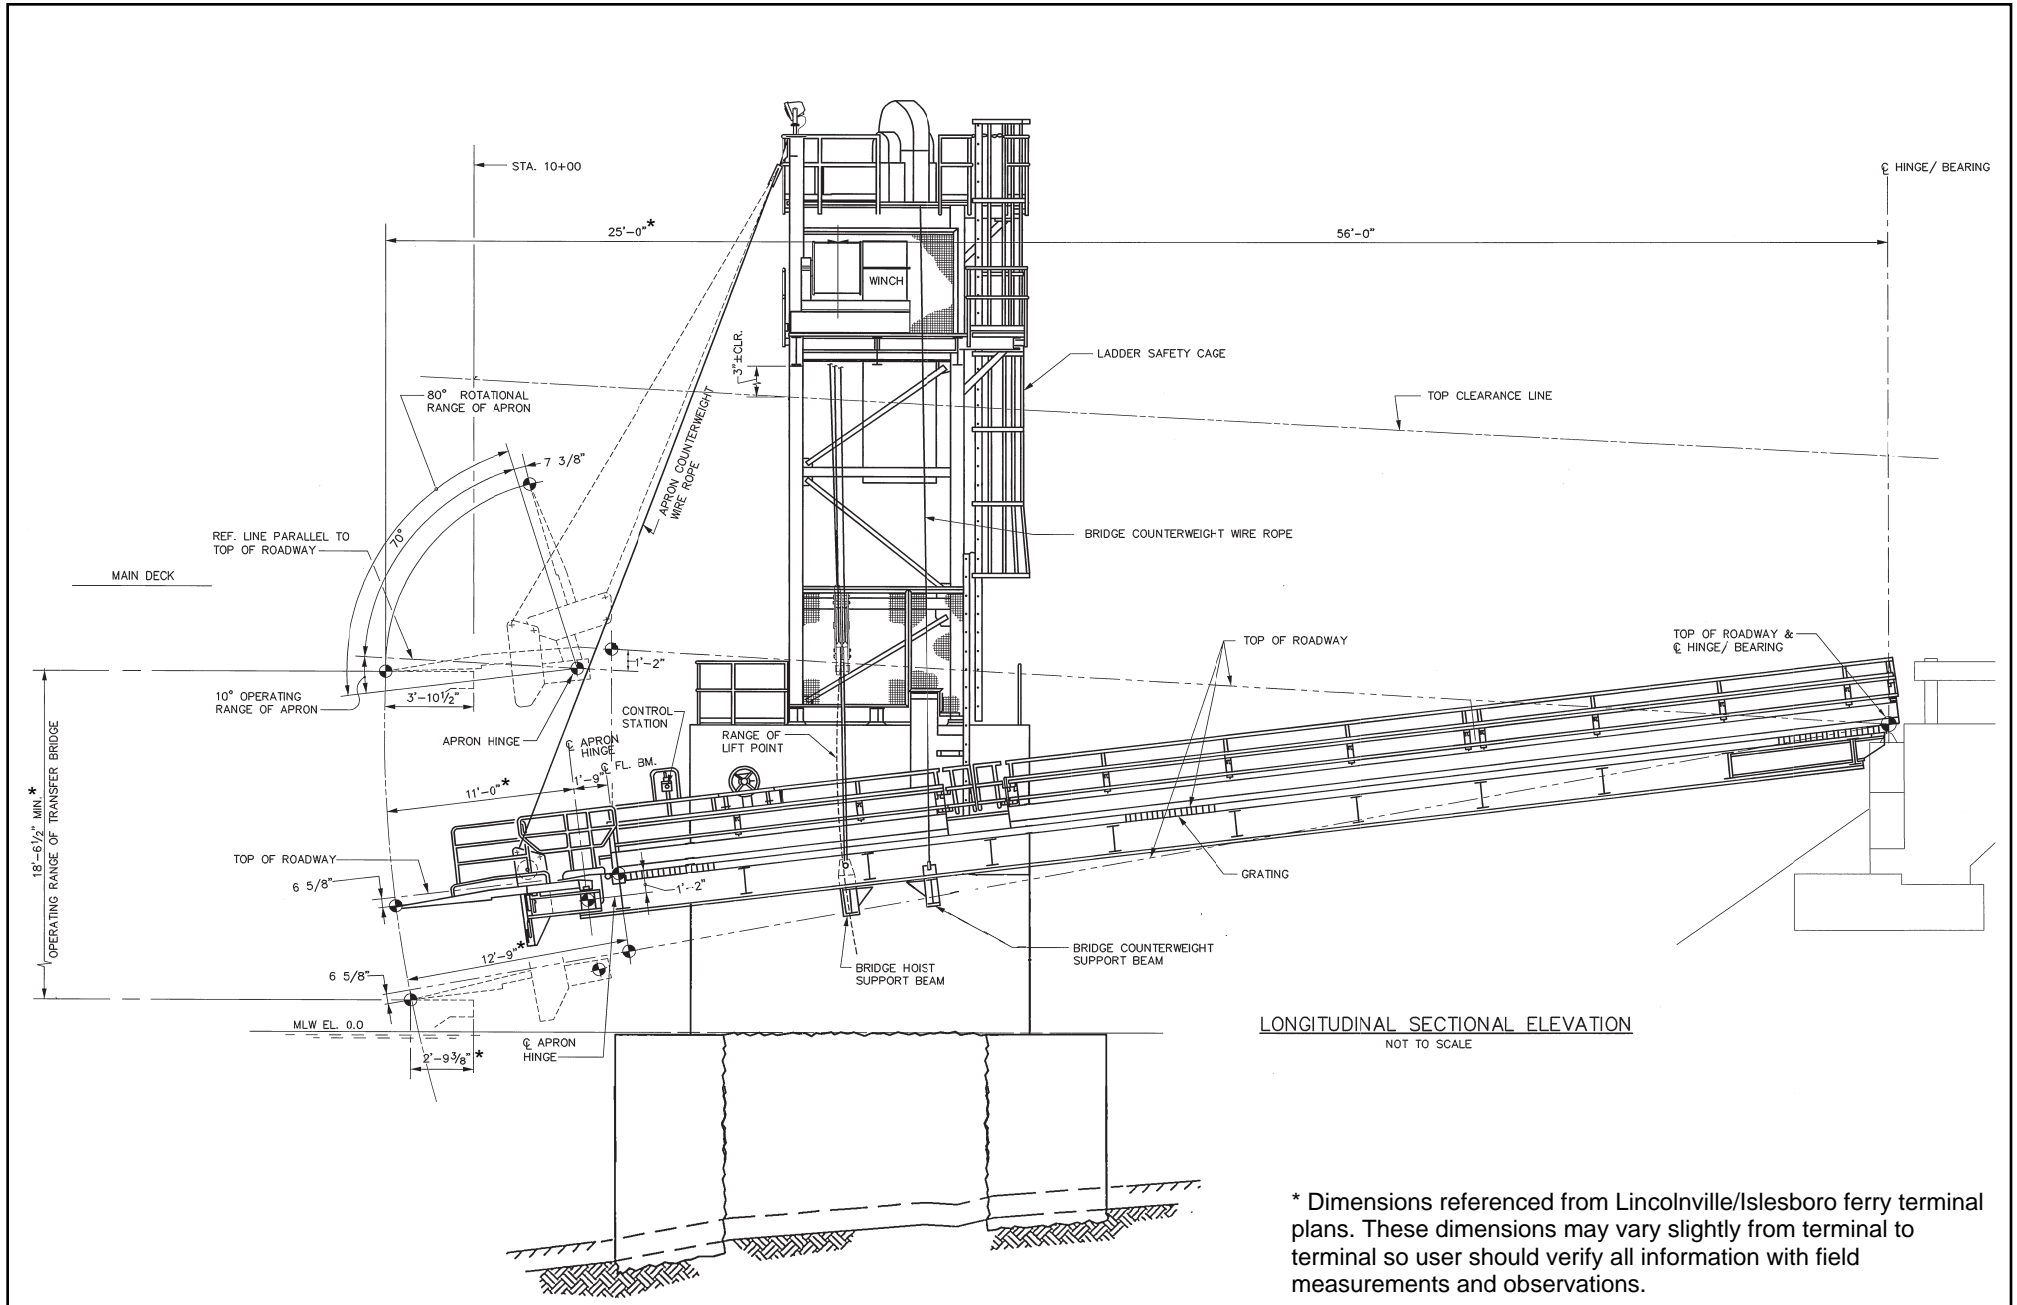 STA. 10+00
℄ HINGE/ BEARING
25'-0"*
56'-0"
WINCH
3"±CLR.
LADDER SAFETY CAGE
80° ROTATIONAL
RANGE OF APRON
TOP CLEARANCE LINE
APRON COUNTERWEIGHT
WIRE ROPE
7 3/8"
70°
REF. LINE PARALLEL TO
TOP OF ROADWAY
BRIDGE COUNTERWEIGHT WIRE ROPE
MAIN DECK
TOP OF ROADWAY
TOP OF ROADWAY &
℄ HINGE/ BEARING
1'-2"
10° OPERATING
RANGE OF APRON
3'-10½"
CONTROL
STATION
APRON HINGE
℄ APRON
HINGE
℄ FL. BM.
RANGE OF
LIFT POINT
1'-9"
11'-0"*
18'-6½" MIN.*
OPERATING RANGE OF TRANSFER BRIDGE
TOP OF ROADWAY
6 5/8"
1'-2"
GRATING
12'-9"*
BRIDGE COUNTERWEIGHT
SUPPORT BEAM
BRIDGE HOIST
SUPPORT BEAM
6 5/8"
MLW EL. 0.0
℄ APRON
HINGE
2'-9⅜"*
LONGITUDINAL SECTIONAL ELEVATION
NOT TO SCALE
* Dimensions referenced from Lincolnville/Islesboro ferry terminal
plans. These dimensions may vary slightly from terminal to
terminal so user should verify all information with field
measurements and observations.